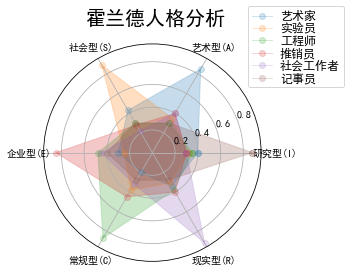 霍兰德人格分析
艺术家
实验员
工程师
推销员
社会工作者
记事员
社会型(S)
艺术型(A)
企业型(E)
研究型(I)
常规型(C)
现实型(R)
0.2
0.4
0.6
0.8